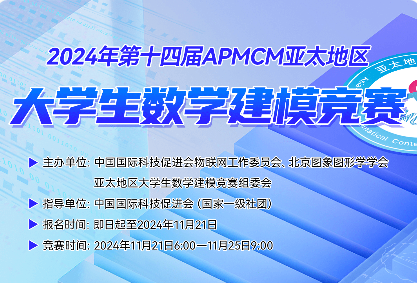 2024年第十四届APMCM亚太地区
大学生数学建模竞赛
主办单位: 中国国际科技促进会物联网工作委员会、北京图象图形学学会
亚太地区大学生数学建模竞赛组委会
指导单位: 中国国际科技促进会 (国家一级社团)
报名时间: 即日起至2024年11月21日
竞赛时间: 2024年11月21日6:00—11月25日9:00